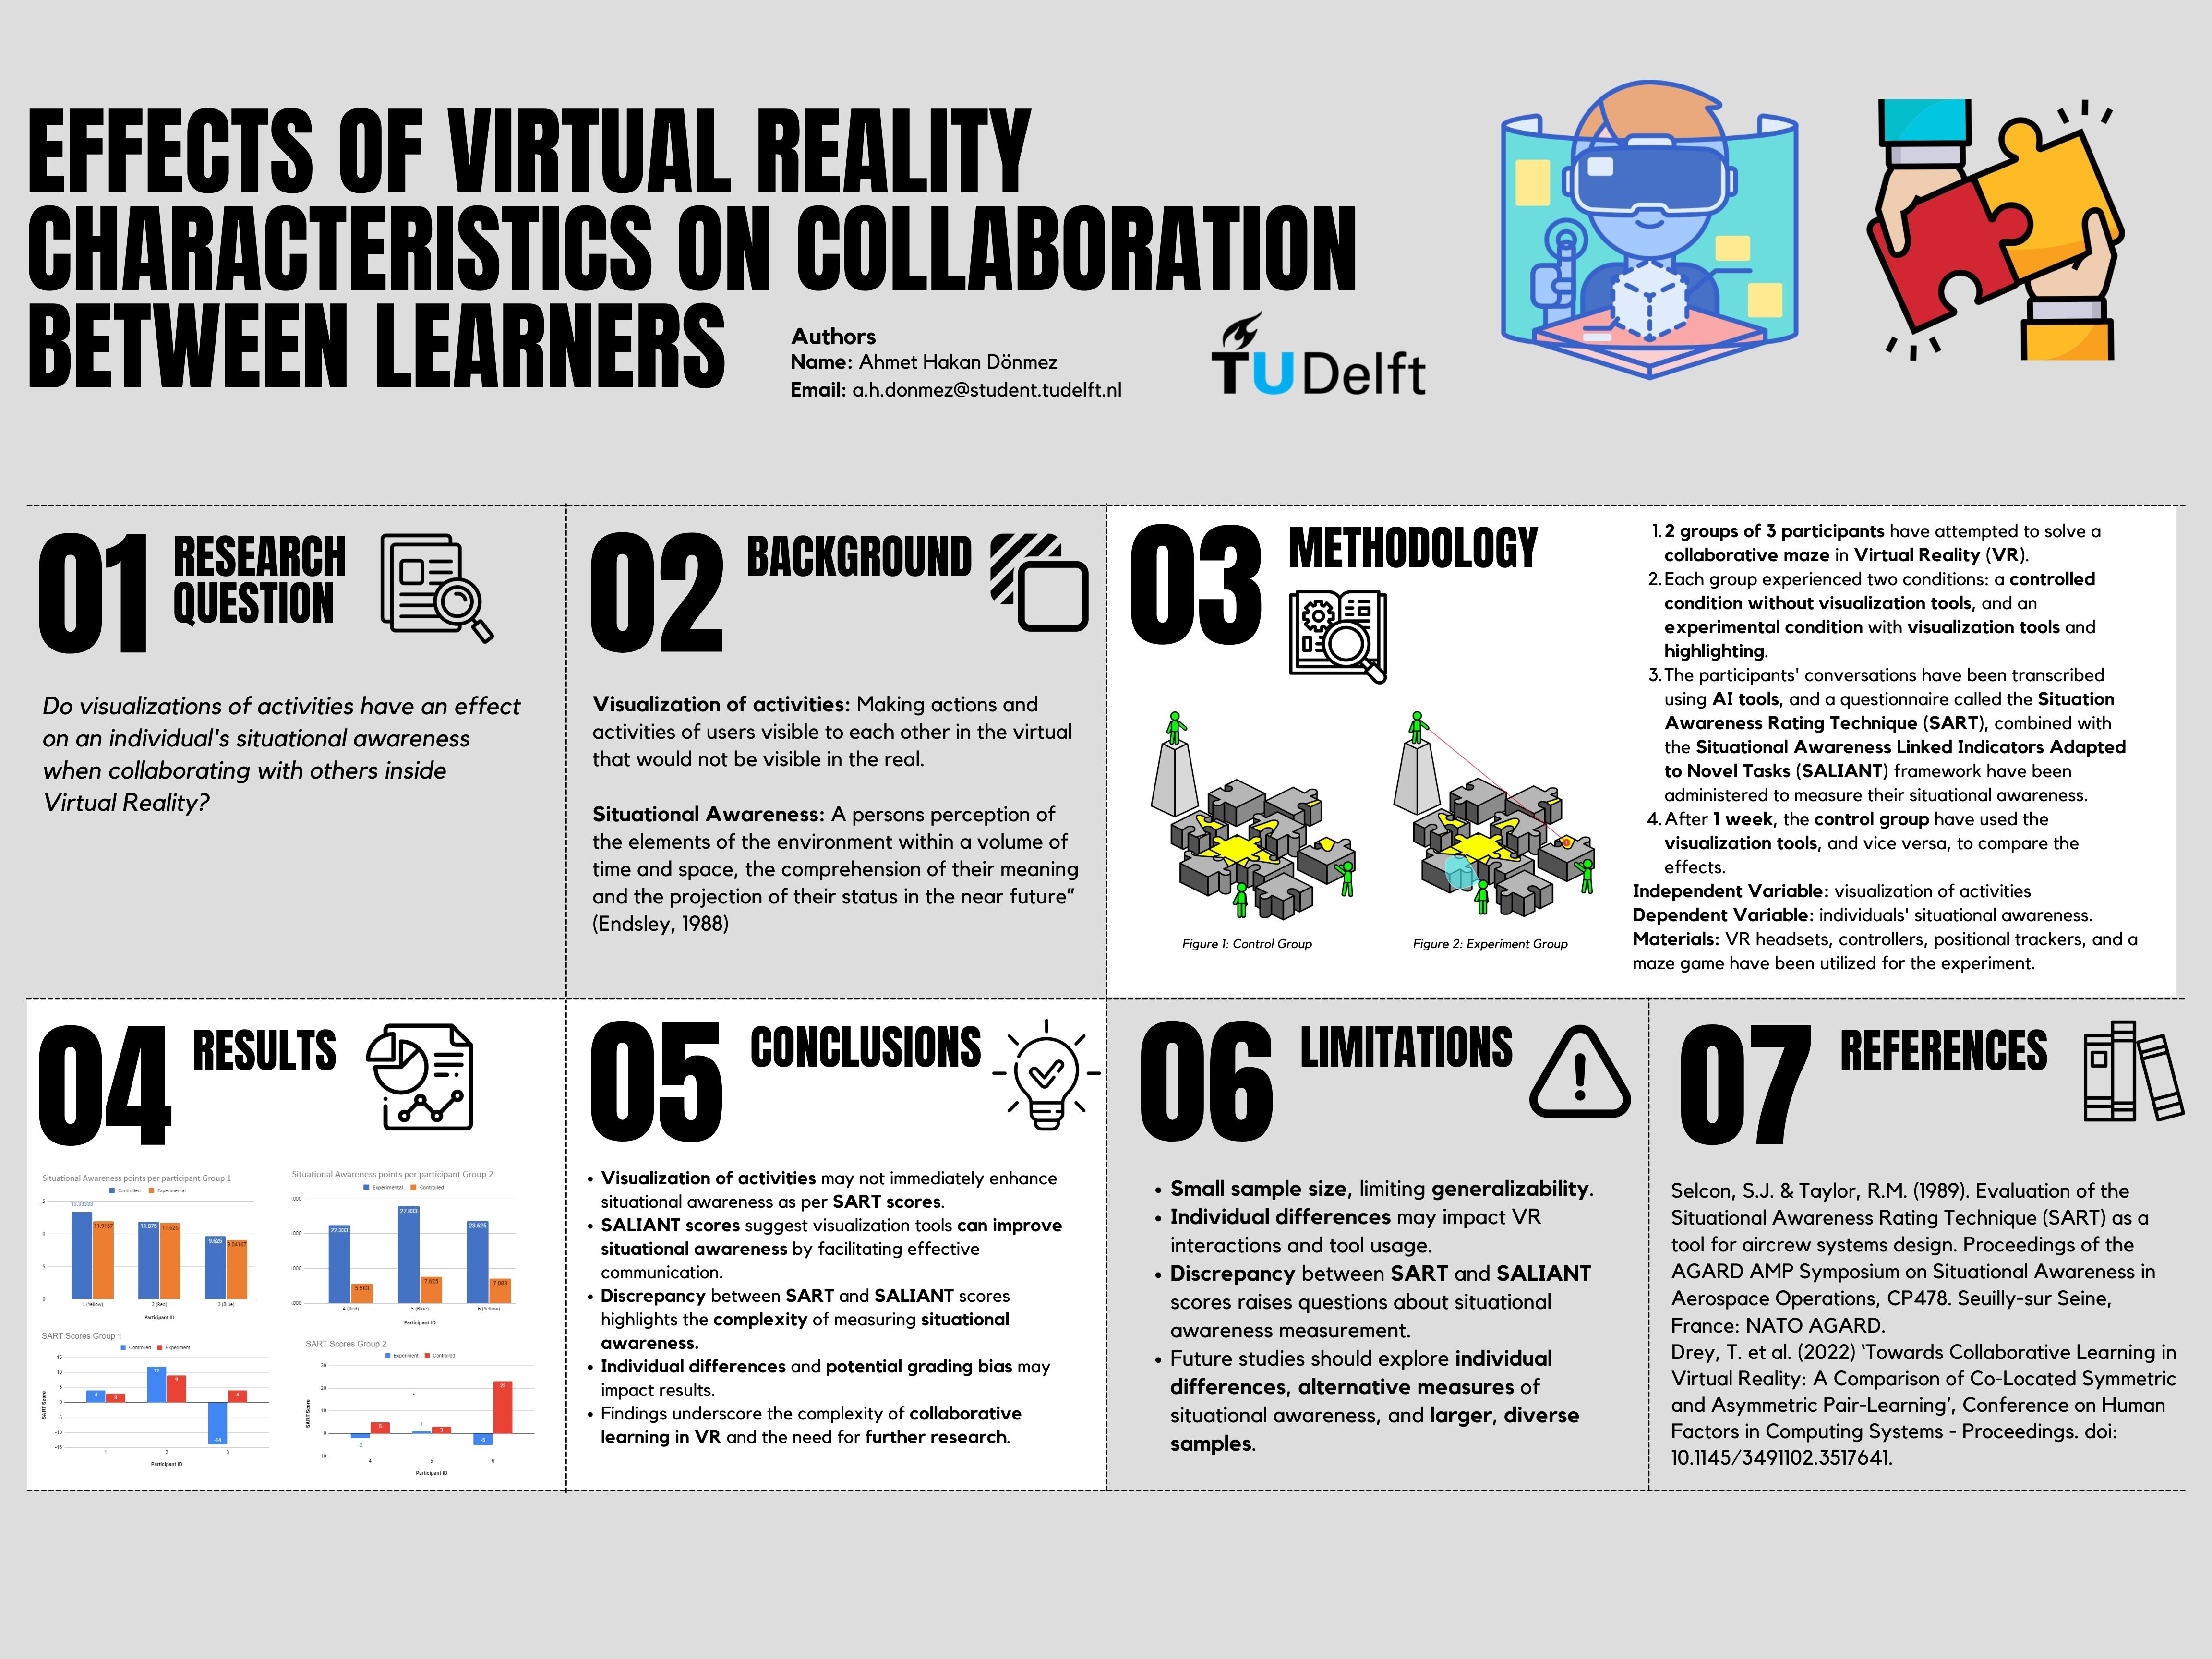 EFFECTS OF VIRTUAL REALITY
CHARACTERISTICS ON COLLABORATION
BETWEEN LEARNERS
Authors
Name: Ahmet Hakan Dönmez
Email: a.h.donmez@student.tudelft.nl
TU Delft
01
RESEARCH
QUESTION
Do visualizations of activities have an effect
on an individual's situational awareness
when collaborating with others inside
Virtual Reality?
02
BACKGROUND
Visualization of activities: Making actions and
activities of users visible to each other in the virtual
that would not be visible in the real.
Situational Awareness: A persons perception of
the elements of the environment within a volume of
time and space, the comprehension of their meaning
and the projection of their status in the near future”
(Endsley, 1988)
03
METHODOLOGY
Figure 1: Control Group
Figure 2: Experiment Group
1. 2 groups of 3 participants have attempted to solve a
collaborative maze in Virtual Reality (VR).
2. Each group experienced two conditions: a controlled
condition without visualization tools, and an
experimental condition with visualization tools and
highlighting.
3. The participants' conversations have been transcribed
using AI tools, and a questionnaire called the Situation
Awareness Rating Technique (SART), combined with
the Situational Awareness Linked Indicators Adapted
to Novel Tasks (SALIANT) framework have been
administered to measure their situational awareness.
4. After 1 week, the control group have used the
visualization tools, and vice versa, to compare the
effects.
Independent Variable: visualization of activities
Dependent Variable: individuals' situational awareness.
Materials: VR headsets, controllers, positional trackers, and a
maze game have been utilized for the experiment.
04
RESULTS
Situational Awareness points per participant Group 1
Controlled Experimental
13.33333
11.9167
11.875
11.625
9.625
9.04167
1 (Yellow) 2 (Red) 3 (Blue)
Participant ID
Situational Awareness points per participant Group 2
Experimental Controlled
.000
.000
.000
.000
22.333
5.583
27.833
7.625
23.625
7.083
4 (Red) 5 (Blue) 6 (Yellow)
Participant ID
SART Scores Group 1
Controlled Experiment
SART Score
15
10
5
0
-5
-10
-15
4
3
12
9
-14
4
1 2 3
Participant ID
SART Scores Group 2
Experiment Controlled
SART Score
30
20
10
0
-10
-2
5
1
3
-5
23
4 5 6
Participant ID
05
CONCLUSIONS
• Visualization of activities may not immediately enhance
situational awareness as per SART scores.
• SALIANT scores suggest visualization tools can improve
situational awareness by facilitating effective
communication.
• Discrepancy between SART and SALIANT scores
highlights the complexity of measuring situational
awareness.
• Individual differences and potential grading bias may
impact results.
• Findings underscore the complexity of collaborative
learning in VR and the need for further research.
06
LIMITATIONS
• Small sample size, limiting generalizability.
• Individual differences may impact VR
interactions and tool usage.
• Discrepancy between SART and SALIANT
scores raises questions about situational
awareness measurement.
• Future studies should explore individual
differences, alternative measures of
situational awareness, and larger, diverse
samples.
07
REFERENCES
Selcon, S.J. & Taylor, R.M. (1989). Evaluation of the
Situational Awareness Rating Technique (SART) as a
tool for aircrew systems design. Proceedings of the
AGARD AMP Symposium on Situational Awareness in
Aerospace Operations, CP478. Seuilly-sur Seine,
France: NATO AGARD.
Drey, T. et al. (2022) ‘Towards Collaborative Learning in
Virtual Reality: A Comparison of Co-Located Symmetric
and Asymmetric Pair-Learning’, Conference on Human
Factors in Computing Systems - Proceedings. doi:
10.1145/3491102.3517641.